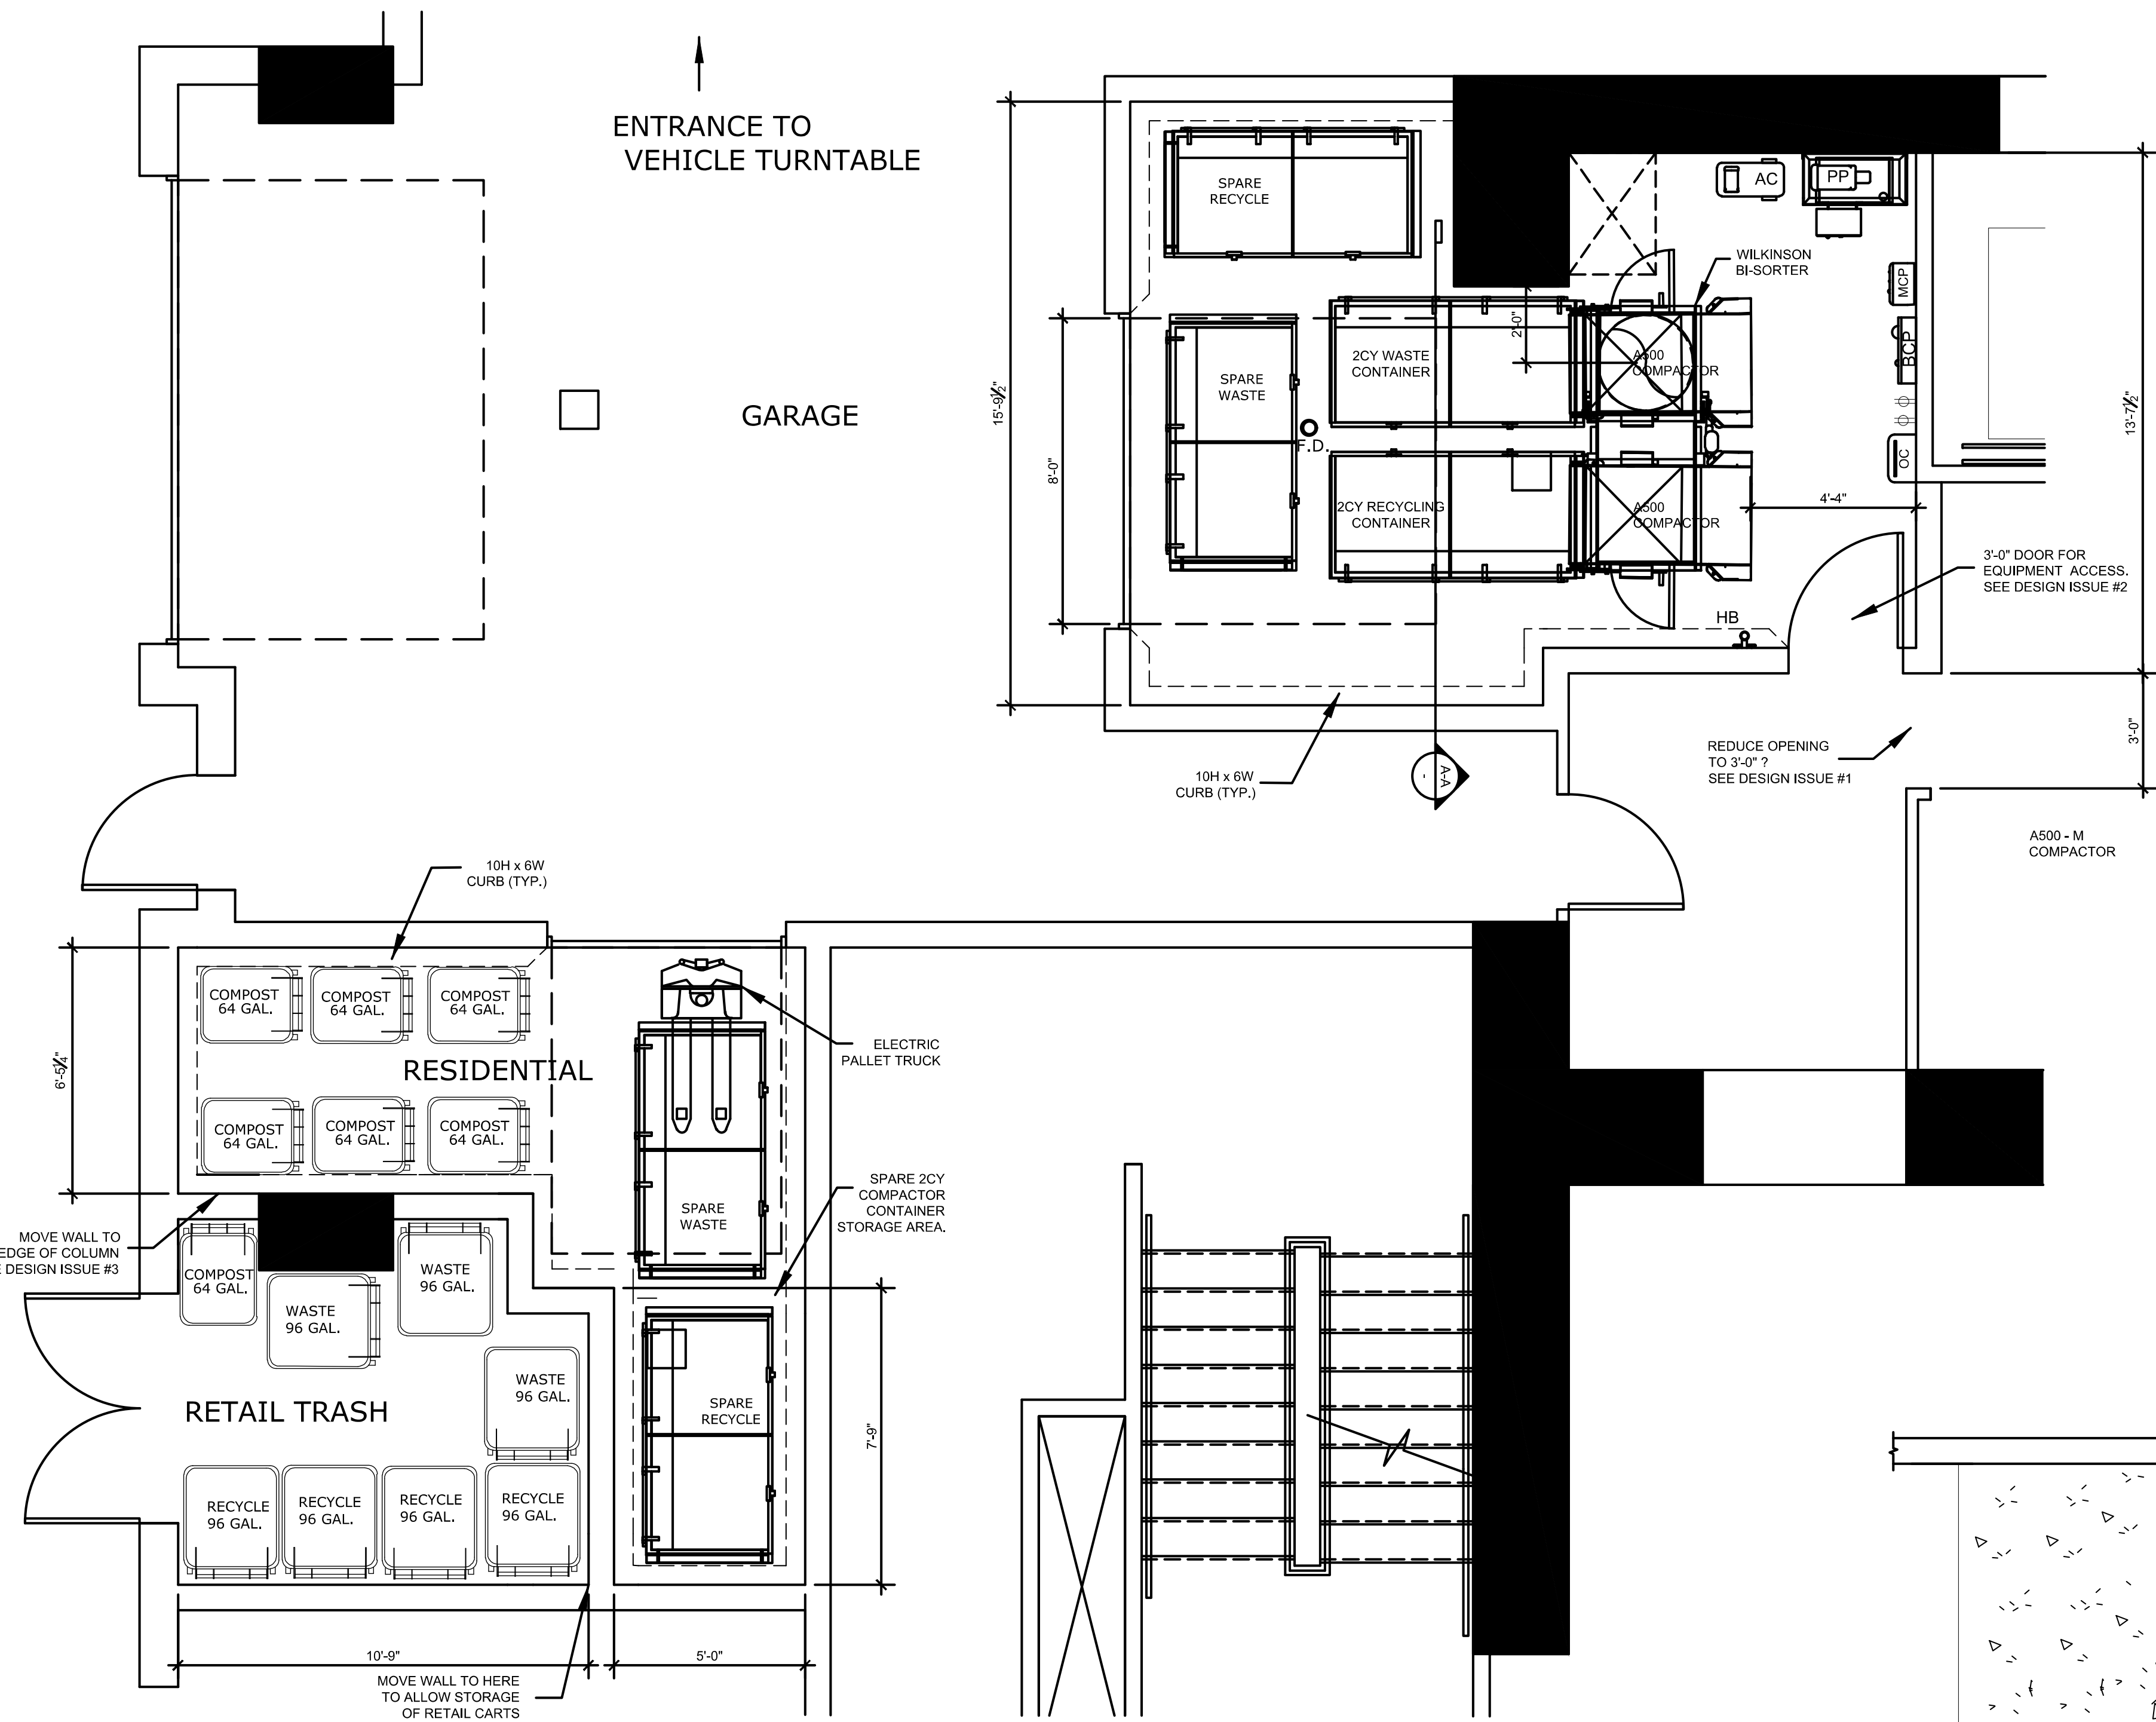 ENTRANCE TO
VEHICLE TURNTABLE
GARAGE
SPARE
RECYCLE
SPARE
WASTE
F.D.
2CY WASTE
CONTAINER
2CY RECYCLING
CONTAINER
A500
COMPACTOR
A500
COMPACTOR
WILKINSON
BI-SORTER
AC
PP
MCP
BCP
OC
HB
2'-0"
15'-9½"
8'-0"
4'-4"
13'-7½"
3'-0"
3'-0" DOOR FOR
EQUIPMENT ACCESS.
SEE DESIGN ISSUE #2
REDUCE OPENING
TO 3'-0" ?
SEE DESIGN ISSUE #1
10H x 6W
CURB (TYP.)
A-A
-
A500 - M
COMPACTOR
10H x 6W
CURB (TYP.)
COMPOST
64 GAL.
COMPOST
64 GAL.
COMPOST
64 GAL.
RESIDENTIAL
6'-5¼"
COMPOST
64 GAL.
COMPOST
64 GAL.
COMPOST
64 GAL.
ELECTRIC
PALLET TRUCK
SPARE
WASTE
SPARE 2CY
COMPACTOR
CONTAINER
STORAGE AREA.
MOVE WALL TO
EDGE OF COLUMN
DESIGN ISSUE #3
COMPOST
64 GAL.
WASTE
96 GAL.
WASTE
96 GAL.
WASTE
96 GAL.
RETAIL TRASH
SPARE
RECYCLE
7'-9"
RECYCLE
96 GAL.
RECYCLE
96 GAL.
RECYCLE
96 GAL.
RECYCLE
96 GAL.
10'-9"
5'-0"
MOVE WALL TO HERE
TO ALLOW STORAGE
OF RETAIL CARTS